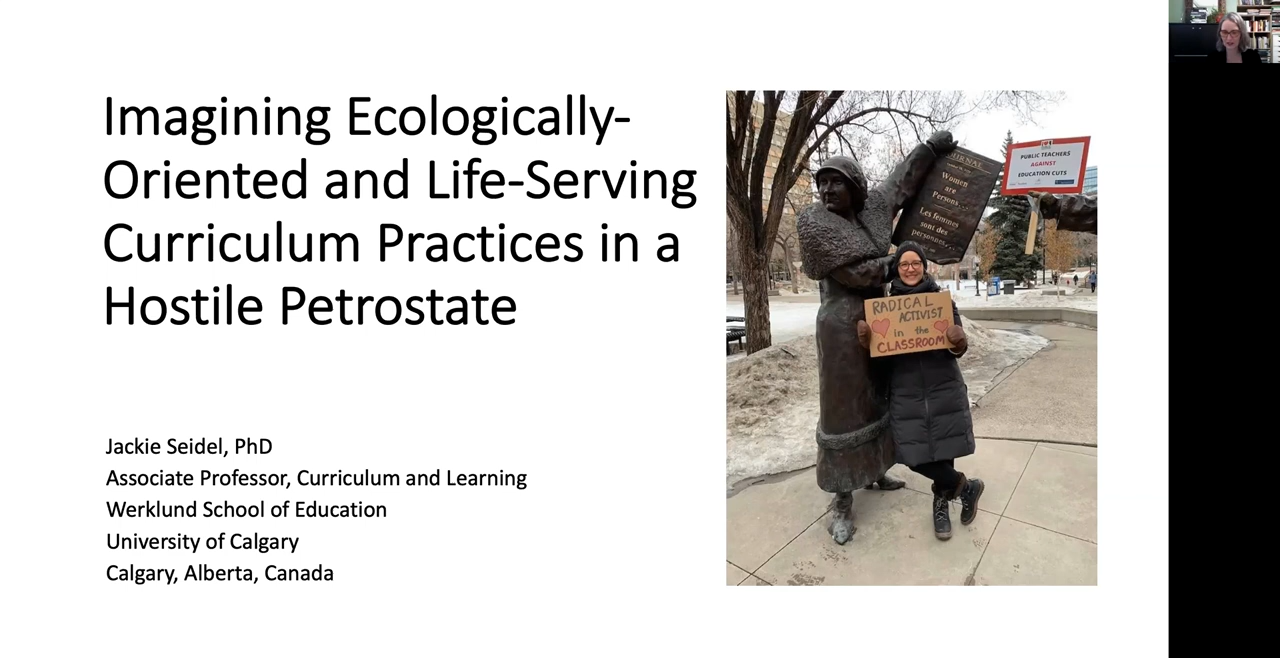 Imagining Ecologically-
Oriented and Life-Serving
Curriculum Practices in a
Hostile Petrostate
Jackie Seidel, PhD
Associate Professor, Curriculum and Learning
Werklund School of Education
University of Calgary
Calgary, Alberta, Canada
Women
are
Persons
Les femmes
sont des
personnes
PUBLIC TEACHERS
AGAINST
EDUCATION CUTS
RADICAL
ACTIVIST
in the
CLASSROOM